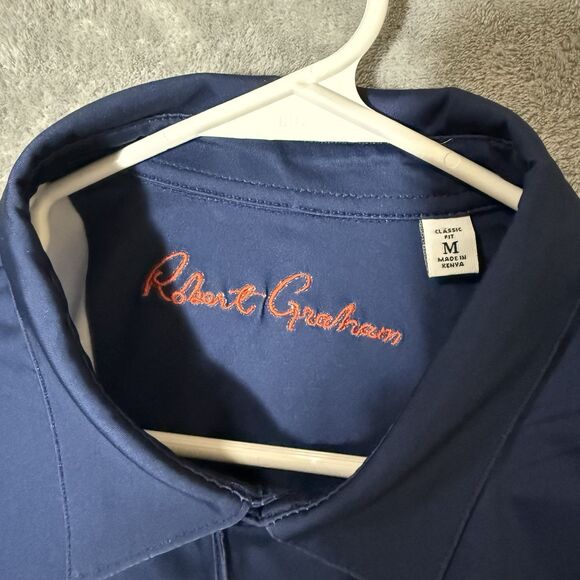 Robert Graham
CLASSIC
FIT
M
MADE IN
KENYA